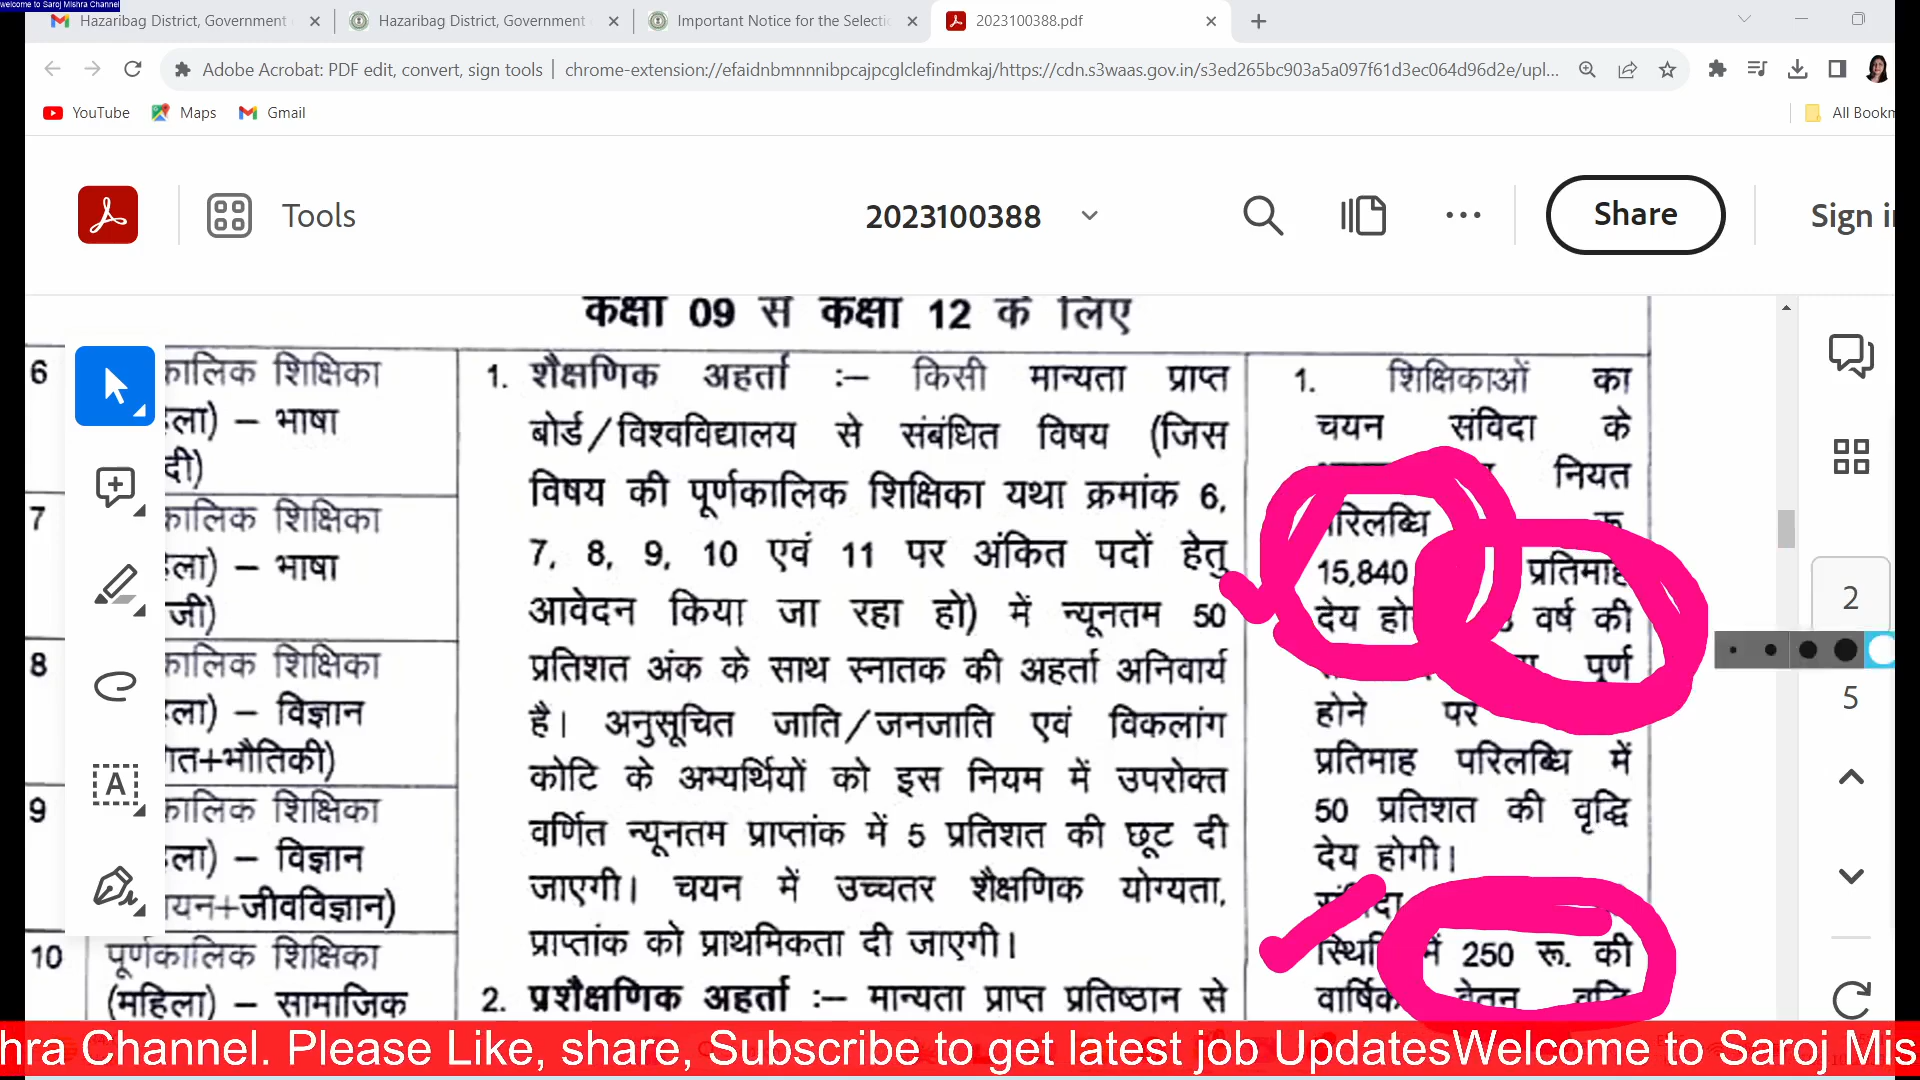 welcome to Saroj Mishra Channel
Hazaribag District, Government
Hazaribag District, Government
Important Notice for the Selecti
2023100388.pdf
Adobe Acrobat: PDF edit, convert, sign tools
chrome-extension://efaidnbmnnnibpcajpcglclefindmkaj/https://cdn.s3waas.gov.in/s3ed265bc903a5a097f61d3ec064d96d2e/upl...
YouTube
Maps
Gmail
All Bookm
Tools
2023100388
Share
Sign in
कक्षा 09 से कक्षा 12 के लिए
6
कालिक शिक्षिका
ला) – भाषा
दी)
7
कालिक शिक्षिका
ला) – भाषा
जी)
8
कालिक शिक्षिका
ला) – विज्ञान
त+भौतिकी)
9
कालिक शिक्षिका
ला) – विज्ञान
यन+जीवविज्ञान)
10
पूर्णकालिक शिक्षिका
(महिला) – सामाजिक
1. शैक्षणिक अहर्ता :– किसी मान्यता प्राप्त
बोर्ड/विश्वविद्यालय से संबंधित विषय (जिस
विषय की पूर्णकालिक शिक्षिका यथा क्रमांक 6,
7, 8, 9, 10 एवं 11 पर अंकित पदों हेतु
आवेदन किया जा रहा हो) में न्यूनतम 50
प्रतिशत अंक के साथ स्नातक की अहर्ता अनिवार्य
है। अनुसूचित जाति/जनजाति एवं विकलांग
कोटि के अभ्यर्थियों को इस नियम में उपरोक्त
वर्णित न्यूनतम प्राप्तांक में 5 प्रतिशत की छूट दी
जाएगी। चयन में उच्चतर शैक्षणिक योग्यता,
प्राप्तांक को प्राथमिकता दी जाएगी।
2. प्रशैक्षणिक अहर्ता :– मान्यता प्राप्त प्रतिष्ठान से
1. शिक्षिकाओं का
चयन संविदा के
नियत
परिलब्धि रू
15,840 प्रतिमाह
देय वर्ष की
पूर्ण
होने पर
प्रतिमाह परिलब्धि में
50 प्रतिशत की वृद्धि
देय होगी।
संविदा
स्थिति में 250 रू. की
वार्षिक वेतन वृद्धि
2
5
hra Channel. Please Like, share, Subscribe to get latest job UpdatesWelcome to Saroj Mis